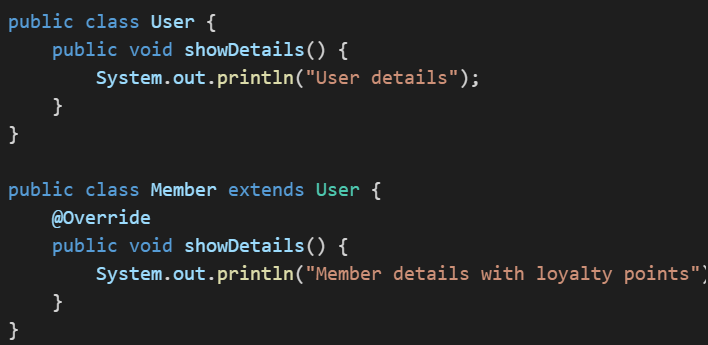 public class User {
    public void showDetails() {
        System.out.println("User details");
    }
}

public class Member extends User {
    @Override
    public void showDetails() {
        System.out.println("Member details with loyalty points")
    }
}